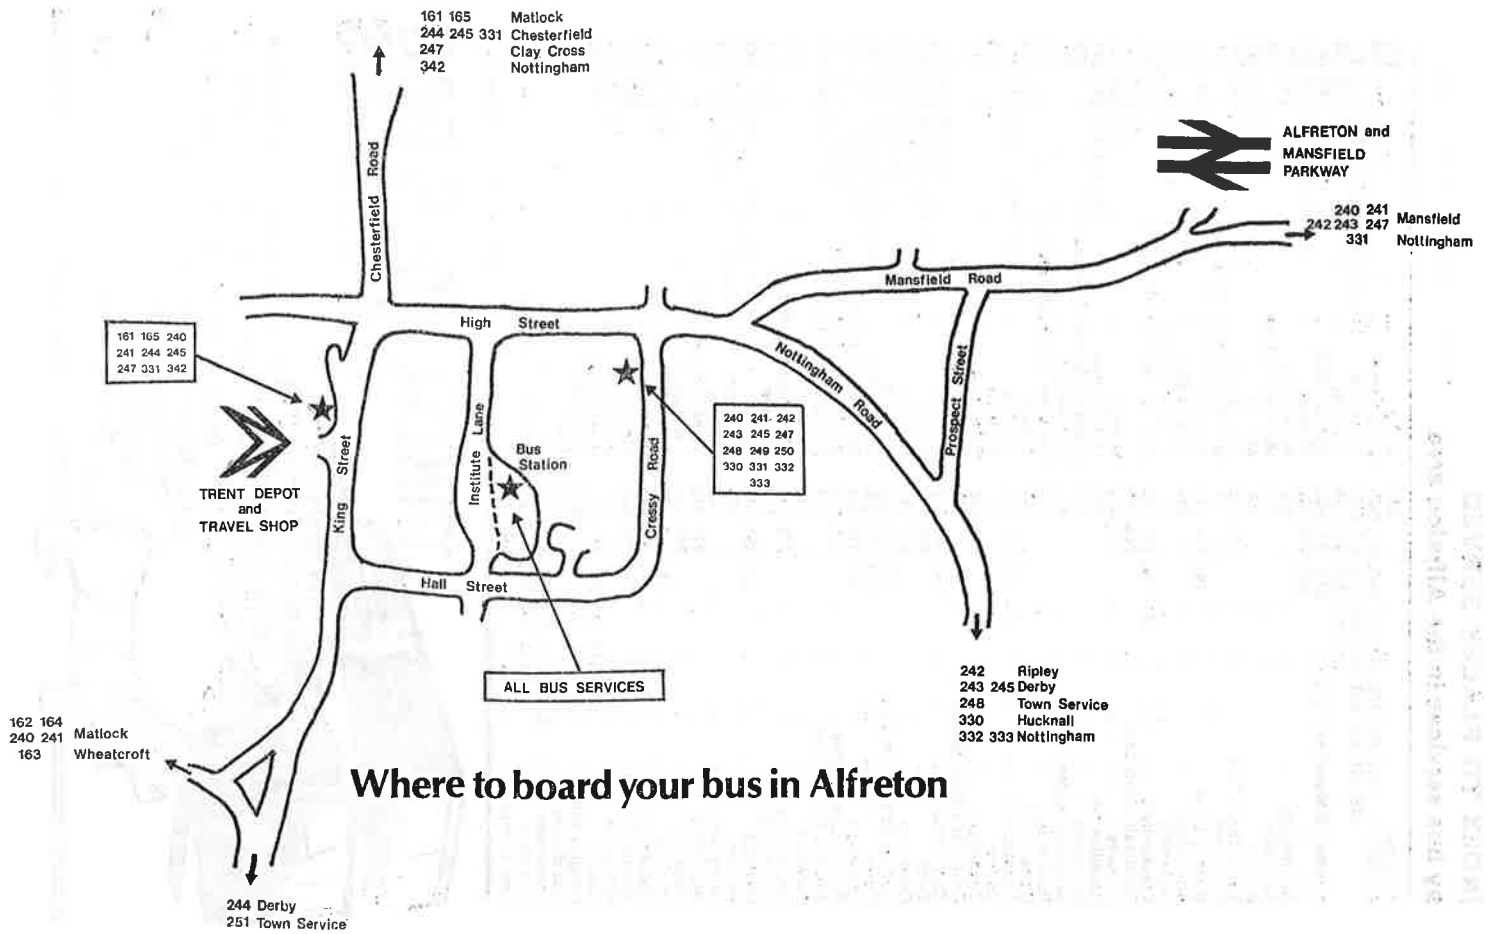 161 165 Matlock
244 245 331 Chesterfield
247 Clay Cross
342 Nottingham
Chesterfield Road
ALFRETON and
MANSFIELD
PARKWAY
240 241
242 243 247 Mansfield
331 Nottingham
Mansfield Road
High Street
161 165 240
241 244 245
247 331 342
Nottingham Road
Prospect Street
240 241 242
243 245 247
248 249 250
330 331 332
333
Institute Lane
Bus
Station
Cressy Road
King Street
TRENT DEPOT
and
TRAVEL SHOP
Hall Street
ALL BUS SERVICES
242 Ripley
243 245 Derby
248 Town Service
330 Hucknall
332 333 Nottingham
162 164
240 241 Matlock
163 Wheatcroft
Where to board your bus in Alfreton
244 Derby
251 Town Service